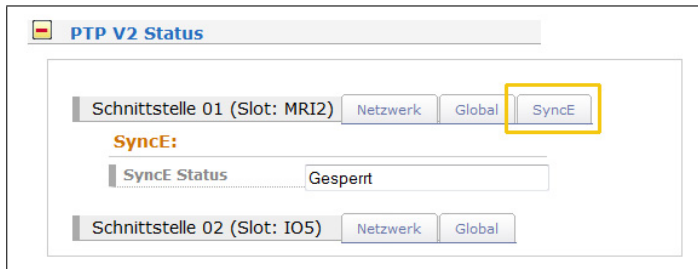 PTP V2 Status
Schnittstelle 01 (Slot: MRI2) Netzwerk Global SyncE
SyncE:
SyncE Status Gesperrt
Schnittstelle 02 (Slot: IO5) Netzwerk Global